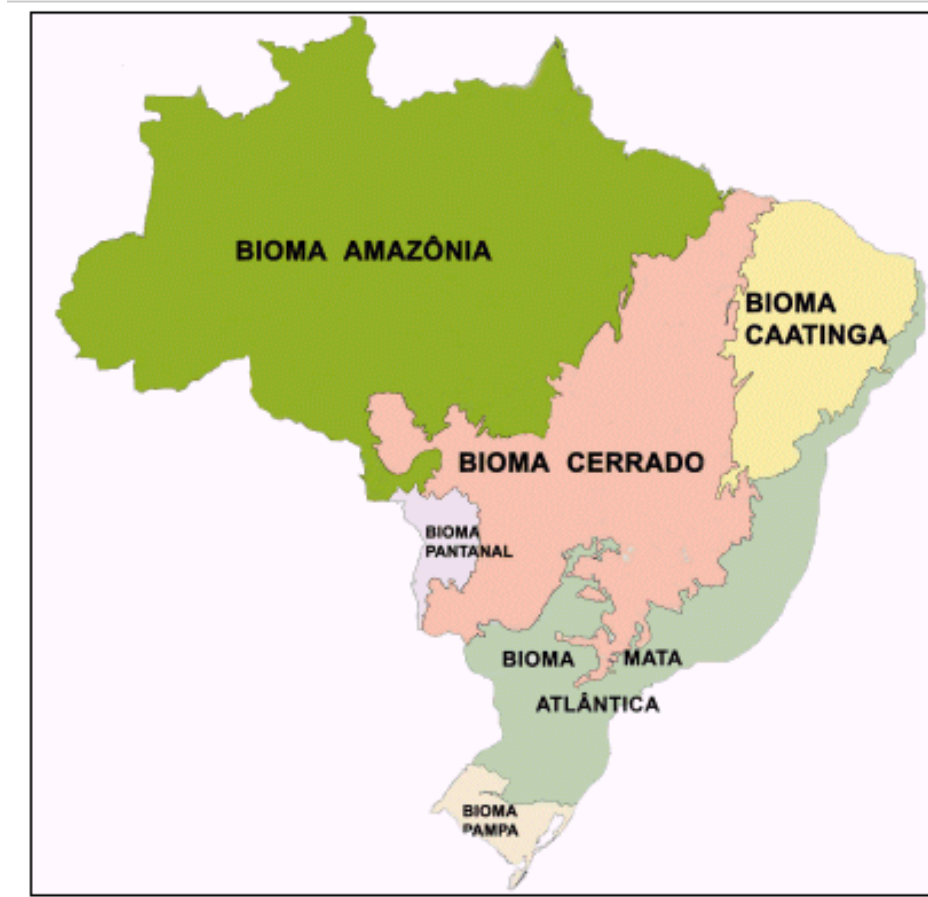 BIOMA AMAZÔNIA
BIOMA
CAATINGA
BIOMA CERRADO
BIOMA
PANTANAL
BIOMA MATA
ATLÂNTICA
BIOMA
PAMPA